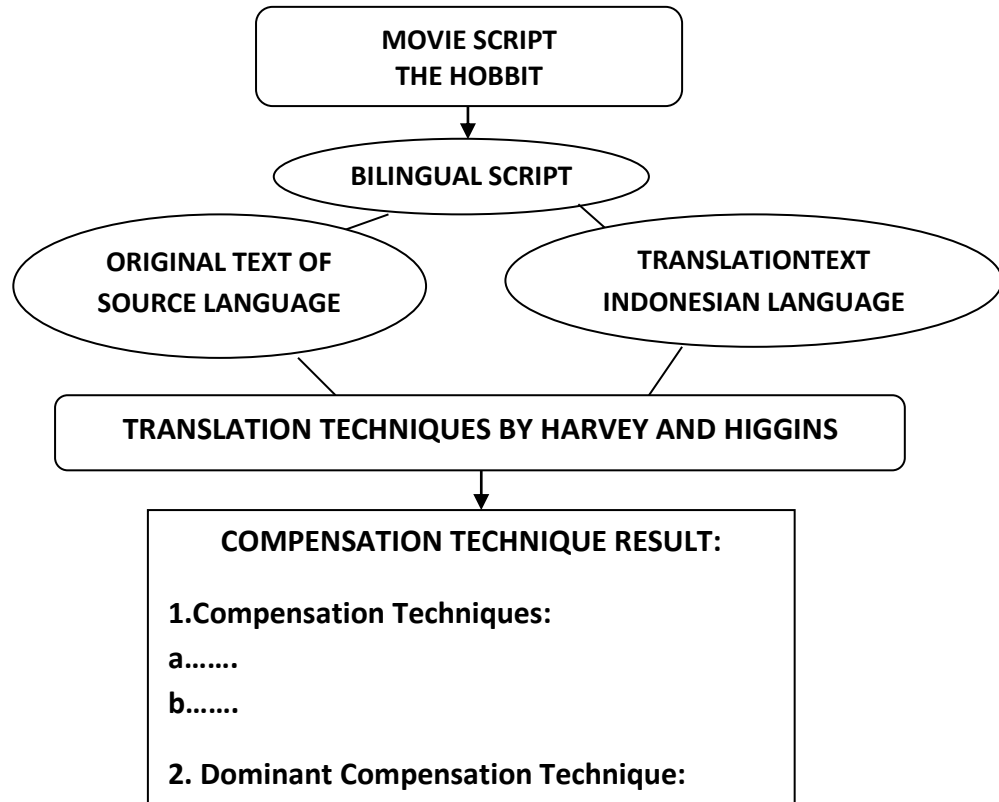 MOVIE SCRIPT
THE HOBBIT
BILINGUAL SCRIPT
ORIGINAL TEXT OF
SOURCE LANGUAGE
TRANSLATIONTEXT
INDONESIAN LANGUAGE
TRANSLATION TECHNIQUES BY HARVEY AND HIGGINS
COMPENSATION TECHNIQUE RESULT:
1.Compensation Techniques:
a…….
b…….
2. Dominant Compensation Technique: